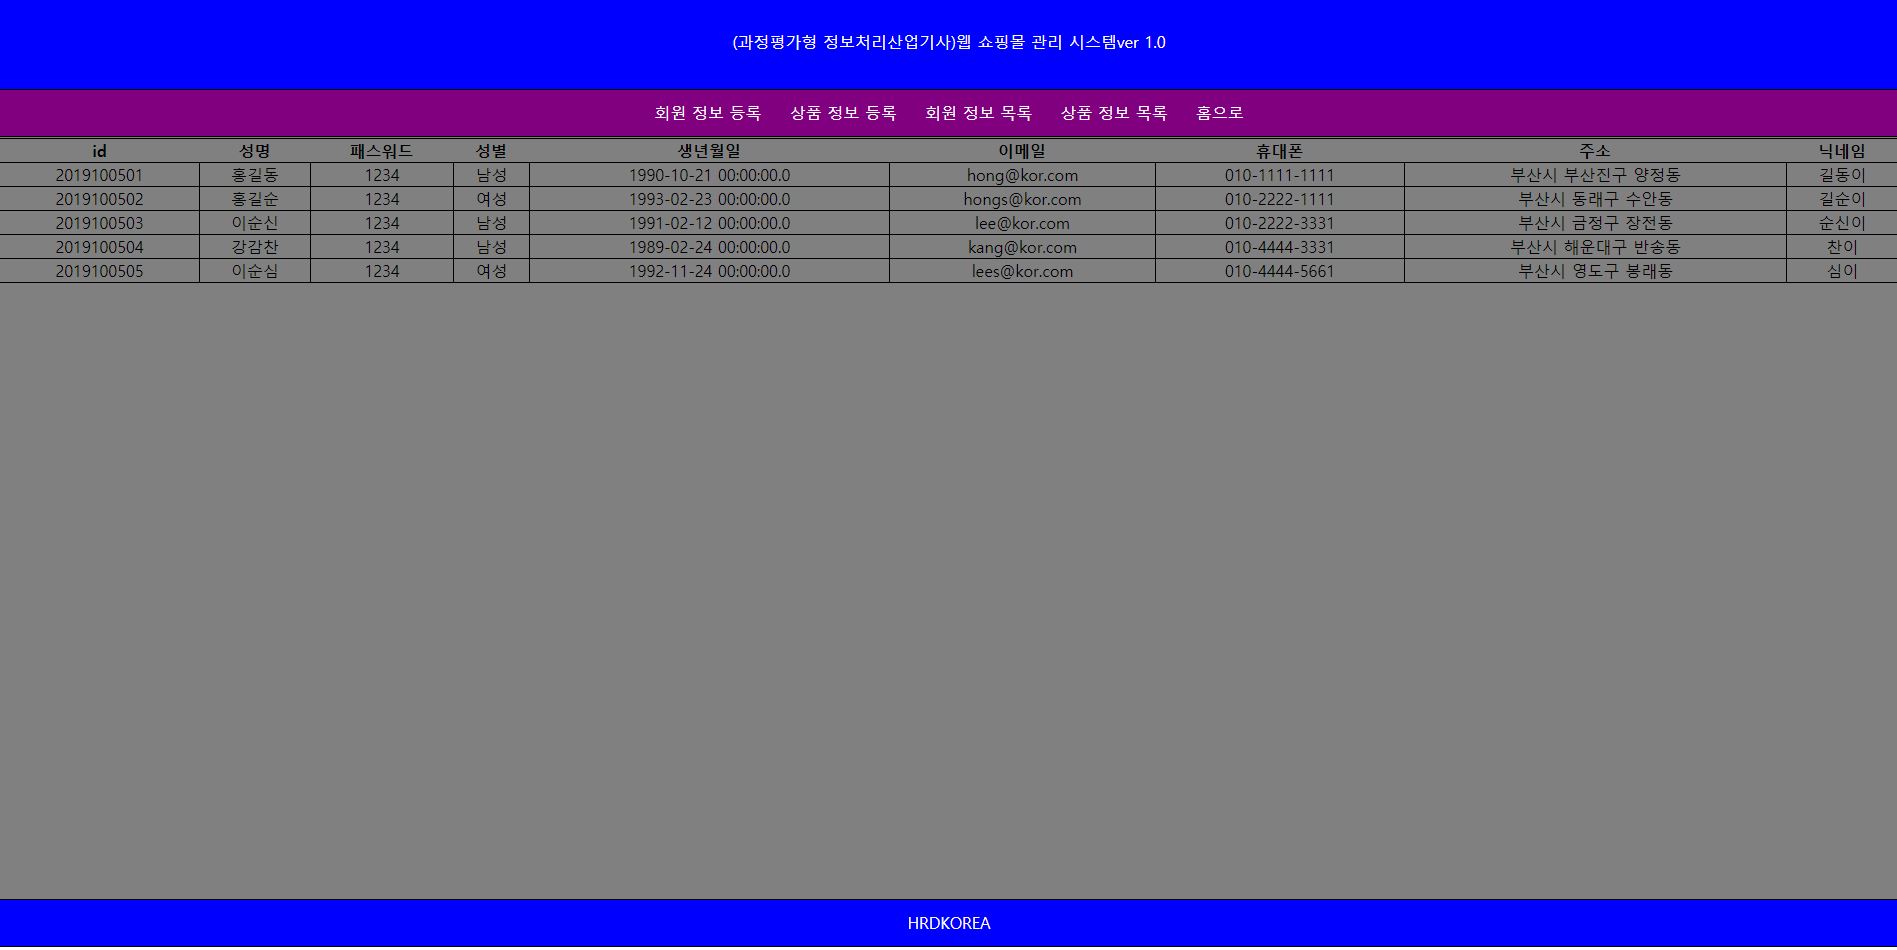 (과정평가형 정보처리산업기사)웹 쇼핑몰 관리 시스템ver 1.0
회원 정보 등록 상품 정보 등록 회원 정보 목록 상품 정보 목록 홈으로
id 성명 패스워드 성별 생년월일 이메일 휴대폰 주소 닉네임
2019100501 홍길동 1234 남성 1990-10-21 00:00:00.0 hong@kor.com 010-1111-1111 부산시 부산진구 양정동 길동이
2019100502 홍길순 1234 여성 1993-02-23 00:00:00.0 hongs@kor.com 010-2222-1111 부산시 동래구 수안동 길순이
2019100503 이순신 1234 남성 1991-02-12 00:00:00.0 lee@kor.com 010-2222-3331 부산시 금정구 장전동 순신이
2019100504 강감찬 1234 남성 1989-02-24 00:00:00.0 kang@kor.com 010-4444-3331 부산시 해운대구 반송동 찬이
2019100505 이순심 1234 여성 1992-11-24 00:00:00.0 lees@kor.com 010-4444-5661 부산시 영도구 봉래동 심이
HRDKOREA